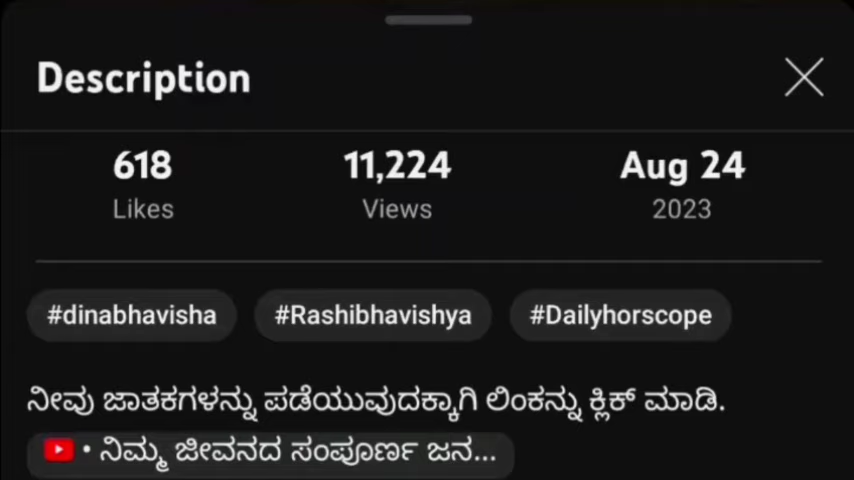 Description
618 11,224 Aug 24
Likes Views 2023
#dinabhavisha #Rashibhavishya #Dailyhorscope
ನೀವು ಜಾತಕಗಳನ್ನು ಪಡೆಯುವುದಕ್ಕಾಗಿ ಲಿಂಕನ್ನು ಕ್ಲಿಕ್ ಮಾಡಿ.
• ನಿಮ್ಮ ಜೀವನದ ಸಂಪೂರ್ಣ ಜನ...